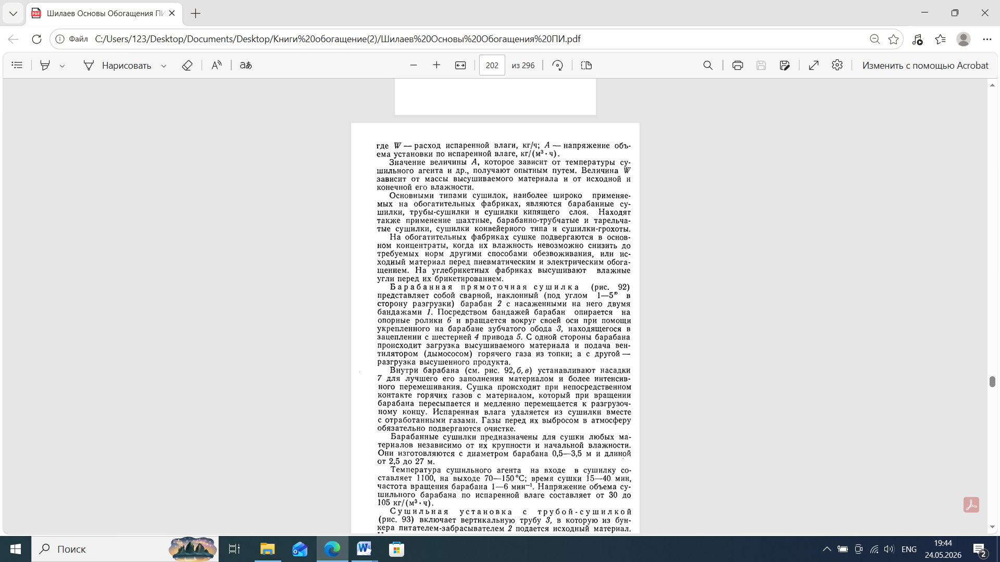 Шилаев Основы Обогащения ПИ
Файл
C:/Users/123/Desktop/Documents/Desktop/Книги%20обогащение(2)/Шилаев%20Основы%20Обогащения%20ПИ.pdf
Нарисовать
aあ
202 из 296
Изменить с помощью Acrobat
где W — расход испаренной влаги, кг/ч; A — напряжение объ-
ема установки по испаренной влаге, кг/(м³·ч).
Значение величины A, которое зависит от температуры су-
шильного агента и др., получают опытным путем. Величина W
зависит от массы высушиваемого материала и от исходной и
конечной его влажности.
Основными типами сушилок, наиболее широко применяе-
мых на обогатительных фабриках, являются барабанные су-
шилки, трубы-сушилки и сушилки кипящего слоя. Находят
также применение шахтные, барабанно-трубчатые и тарельча-
тые сушилки, сушилки конвейерного типа и сушилки-грохоты.
На обогатительных фабриках сушке подвергаются в основ-
ном концентраты, когда их влажность невозможно снизить до
требуемых норм другими способами обезвоживания, или ис-
ходный материал перед пневматическим и электрическим обога-
щением. На углебрикетных фабриках высушивают влажные
угли перед их брикетированием.
Барабанная прямоточная сушилка (рис. 92)
представляет собой сварной, наклонный (под углом 1—5° в
сторону разгрузки) барабан 2 с насаженными на него двумя
бандажами 1. Посредством бандажей барабан опирается на
опорные ролики 6 и вращается вокруг своей оси при помощи
укрепленного на барабане зубчатого обода 3, находящегося в
зацеплении с шестерней 4 привода 5. С одной стороны барабана
происходит загрузка высушиваемого материала и подача вен-
тилятором (дымососом) горячего газа из топки; а с другой —
разгрузка высушенного продукта.
Внутри барабана (см. рис. 92, б, в) устанавливают насадки
7 для лучшего его заполнения материалом и более интенсив-
ного перемешивания. Сушка происходит при непосредственном
контакте горячих газов с материалом, который при вращении
барабана пересыпается и медленно перемещается к разгрузоч-
ному концу. Испаренная влага удаляется из сушилки вместе
с отработанными газами. Газы перед их выбросом в атмосферу
обязательно подвергаются очистке.
Барабанные сушилки предназначены для сушки любых ма-
териалов независимо от их крупности и начальной влажности.
Они изготовляются с диаметром барабана 0,5—3,5 м и длиной
от 2,5 до 27 м.
Температура сушильного агента на входе в сушилку со-
ставляет 1100, на выходе 70—150 °С; время сушки 15—40 мин,
частота вращения барабана 1—6 мин⁻¹. Напряжение объема су-
шильного барабана по испаренной влаге составляет от 30 до
105 кг/(м³·ч).
Сушильная установка с трубой-сушилкой
(рис. 93) включает вертикальную трубу 3, в которую из бун-
кера питателем-забрасывателем 2 подается исходный материал.
Поиск
ENG
19:44
24.05.2026
2